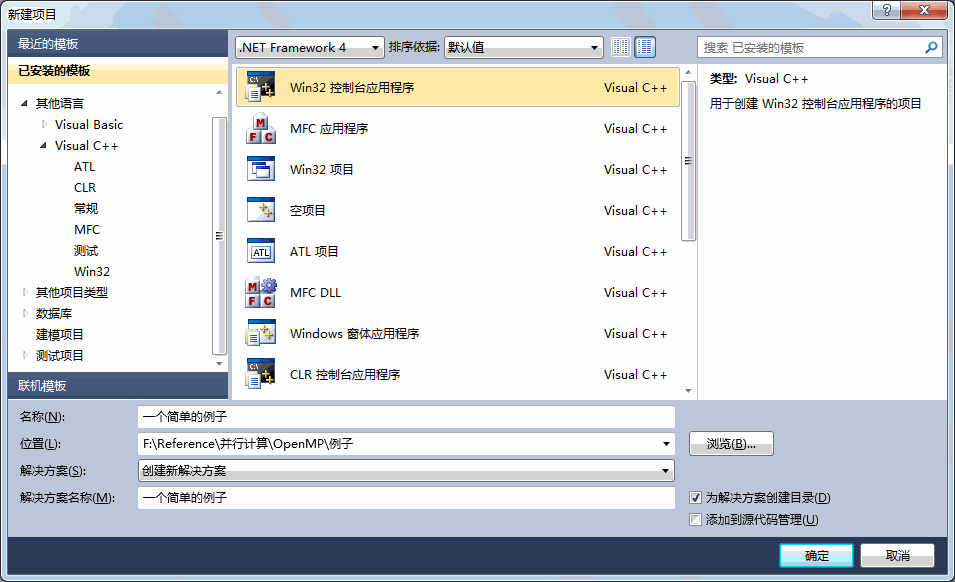 新建项目
最近的模板
已安装的模板
其他语言
Visual Basic
Visual C++
ATL
CLR
常规
MFC
测试
Win32
其他项目类型
数据库
建模项目
测试项目
联机模板
.NET Framework 4 排序依据: 默认值
Win32 控制台应用程序 Visual C++
MFC 应用程序 Visual C++
Win32 项目 Visual C++
空项目 Visual C++
ATL 项目 Visual C++
MFC DLL Visual C++
Windows 窗体应用程序 Visual C++
CLR 控制台应用程序 Visual C++
搜索 已安装的模板
类型: Visual C++
用于创建 Win32 控制台应用程序的项目
名称(N): 一个简单的例子
位置(L): F:\Reference\并行计算\OpenMP\例子 浏览(B)...
解决方案(S): 创建新解决方案
解决方案名称(M): 一个简单的例子 为解决方案创建目录(D)
添加到源代码管理(U)
确定 取消